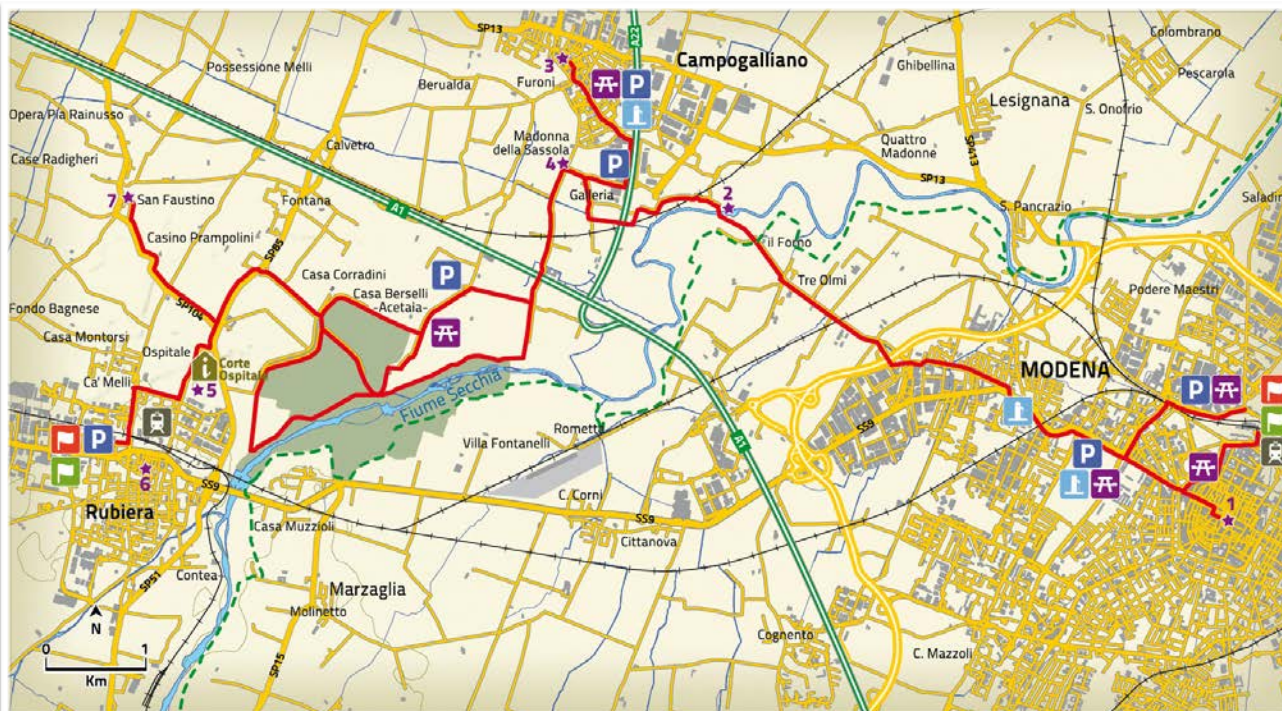 SP13
A22
Campogalliano
Colombrano
Possessione Melli
3
Furoni
P
Ghibellina
Pescarola
Berualda
Lesignana
S. Onofrio
Opera Pia Rainusso
Madonna
della Sassola
Calvetro
Quattro
Madonne
SP413
Case Radigheri
4
P
SP13
A1
Galleria
2
7
San Faustino
Fontana
S. Pancrazio
Casino Prampolini
SP85
il Forno
Casa Corradini
P
Tre Olmi
Casa Berselli
-Acetaia-
Podere Maestri
Fondo Bagnese
SP104
Casa Montorsi
Ospitale
i
Corte
MODENA
Ca' Melli
5
Fiume Secchia
P
P
Villa Fontanelli
Rometta
A1
SS9
P
6
C. Corni
1
Rubiera
SS9
SS9
Casa Muzzioli
Cittanova
Contea
SP51
Marzaglia
N
Molinetto
Cognento
0 1
Km
SP15
C. Mazzoli